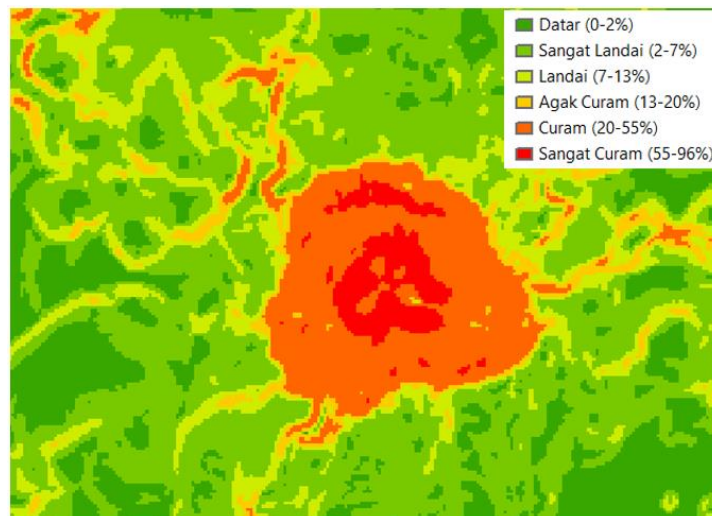 Datar (0-2%)
Sangat Landai (2-7%)
Landai (7-13%)
Agak Curam (13-20%)
Curam (20-55%)
Sangat Curam (55-96%)